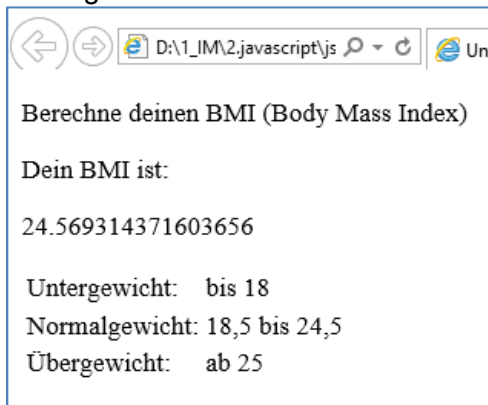 D:\1_IM\2.javascript\js
Un
Berechne deinen BMI (Body Mass Index)
Dein BMI ist:
24.569314371603656
Untergewicht: bis 18
Normalgewicht: 18,5 bis 24,5
Übergewicht: ab 25